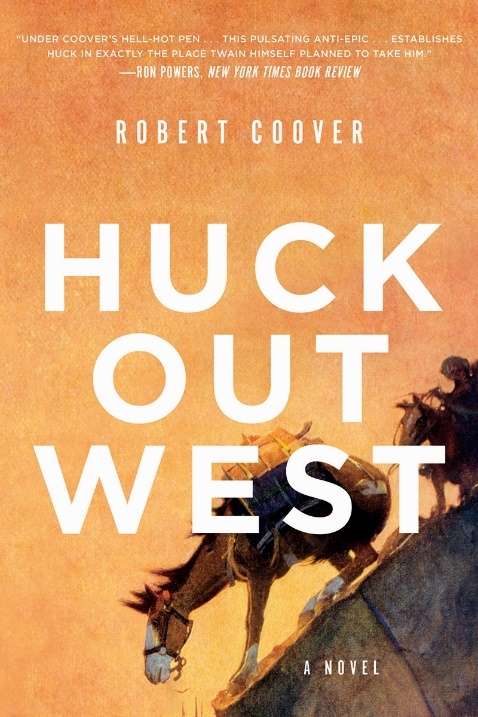 “UNDER COOVER’S HELL-HOT PEN . . . THIS PULSATING ANTI-EPIC . . . ESTABLISHES
HUCK IN EXACTLY THE PLACE TWAIN HIMSELF PLANNED TO TAKE HIM.”
—RON POWERS, NEW YORK TIMES BOOK REVIEW
ROBERT COOVER
HUCK
OUT
WEST
A NOVEL